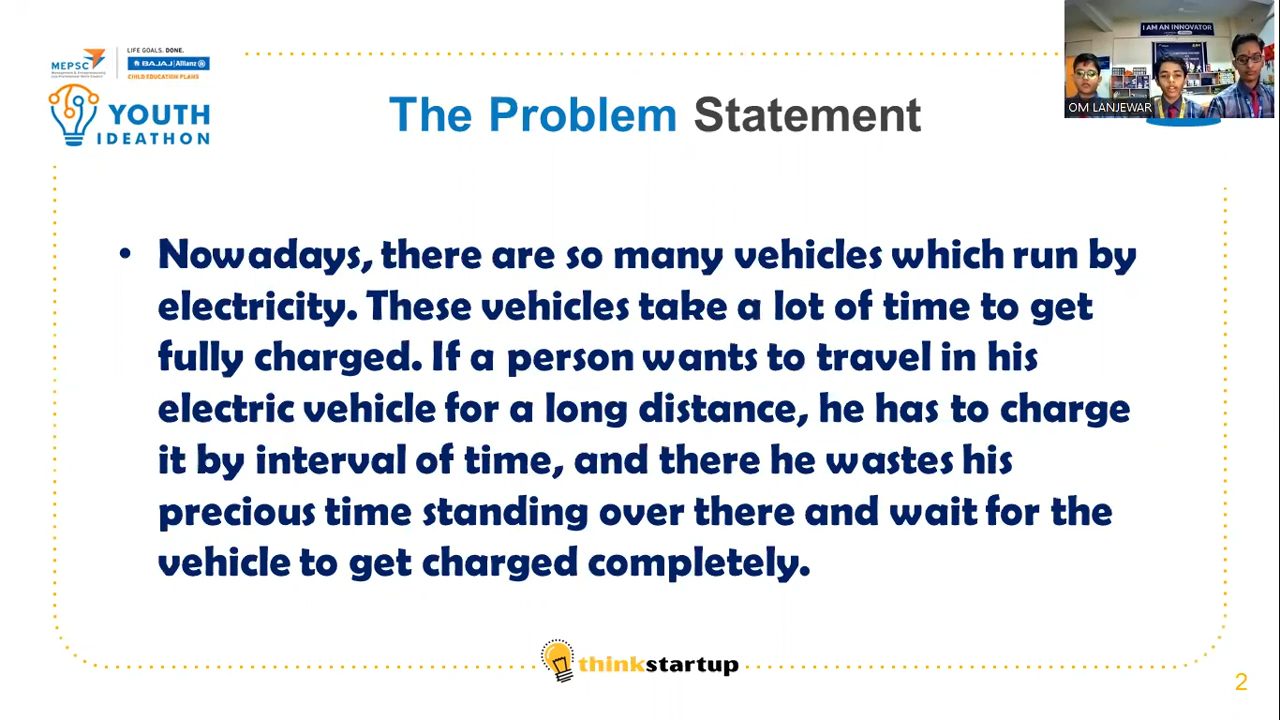 MEPSC
LIFE GOALS. DONE.
BAJAJ Allianz
CHILD EDUCATION PLANS
YOUTH
IDEATHON
The Problem Statement
I AM AN INNOVATOR
OM LANJEWAR
• Nowadays, there are so many vehicles which run by
electricity. These vehicles take a lot of time to get
fully charged. If a person wants to travel in his
electric vehicle for a long distance, he has to charge
it by interval of time, and there he wastes his
precious time standing over there and wait for the
vehicle to get charged completely.
thinkstartup
2